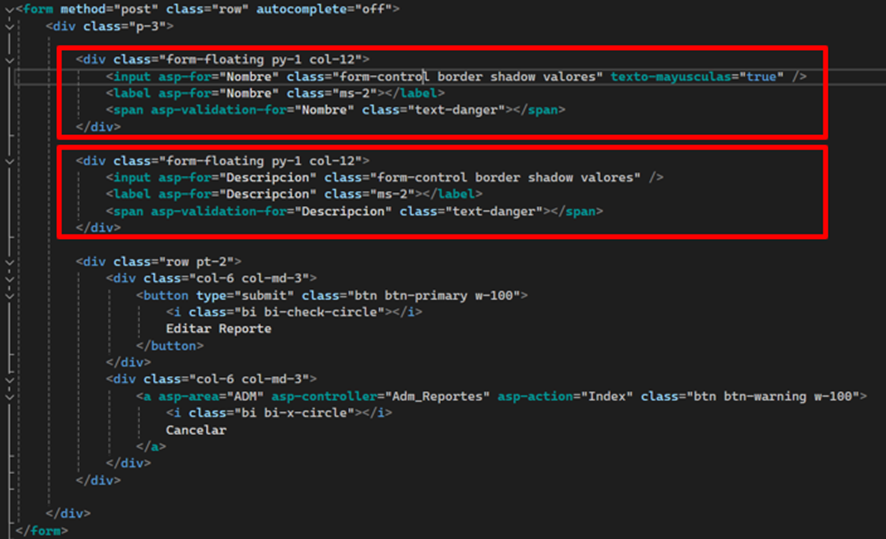 <form method="post" class="row" autocomplete="off">
<div class="p-3">
<div class="form-floating py-1 col-12">
<input asp-for="Nombre" class="form-control border shadow valores" texto-mayusculas="true" />
<label asp-for="Nombre" class="ms-2"></label>
<span asp-validation-for="Nombre" class="text-danger"></span>
</div>
<div class="form-floating py-1 col-12">
<input asp-for="Descripcion" class="form-control border shadow valores" />
<label asp-for="Descripcion" class="ms-2"></label>
<span asp-validation-for="Descripcion" class="text-danger"></span>
</div>
<div class="row pt-2">
<div class="col-6 col-md-3">
<button type="submit" class="btn btn-primary w-100">
<i class="bi bi-check-circle"></i>
Editar Reporte
</button>
</div>
<div class="col-6 col-md-3">
<a asp-area="ADM" asp-controller="Adm_Reportes" asp-action="Index" class="btn btn-warning w-100">
<i class="bi bi-x-circle"></i>
Cancelar
</a>
</div>
</div>
</div>
</form>